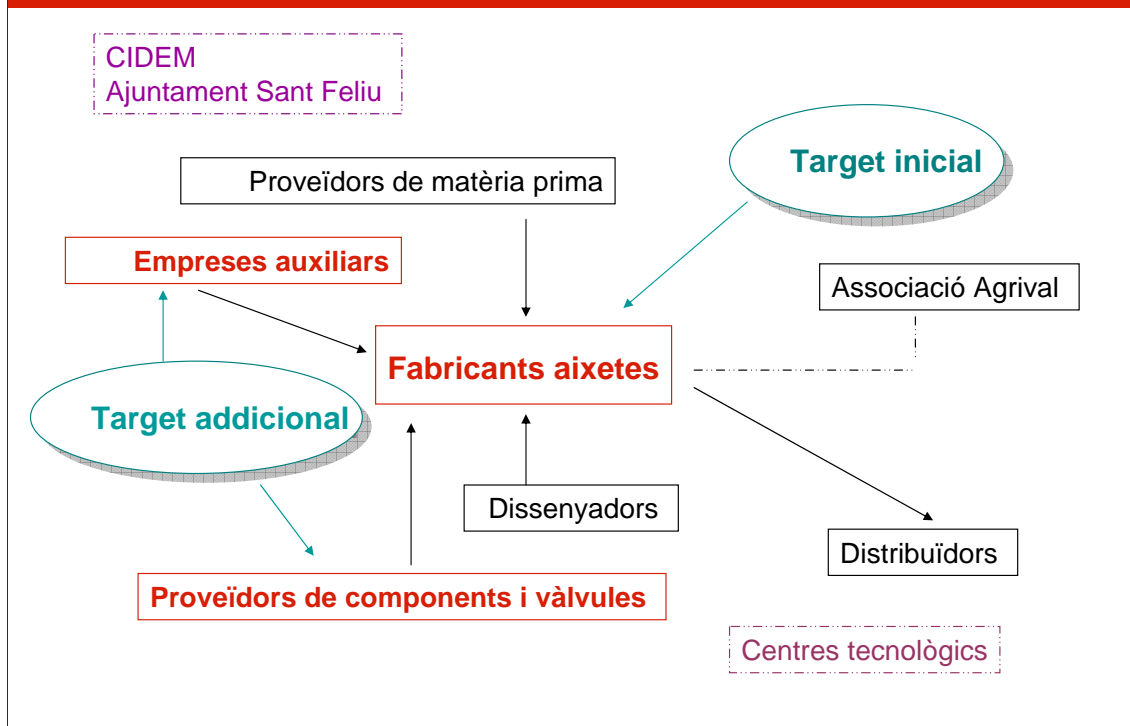 CIDEM
Ajuntament Sant Feliu
Target inicial
Proveïdors de matèria prima
Empreses auxiliars
Associació Agrival
Fabricants aixetes
Target addicional
Dissenyadors
Distribuïdors
Proveïdors de components i vàlvules
Centres tecnològics